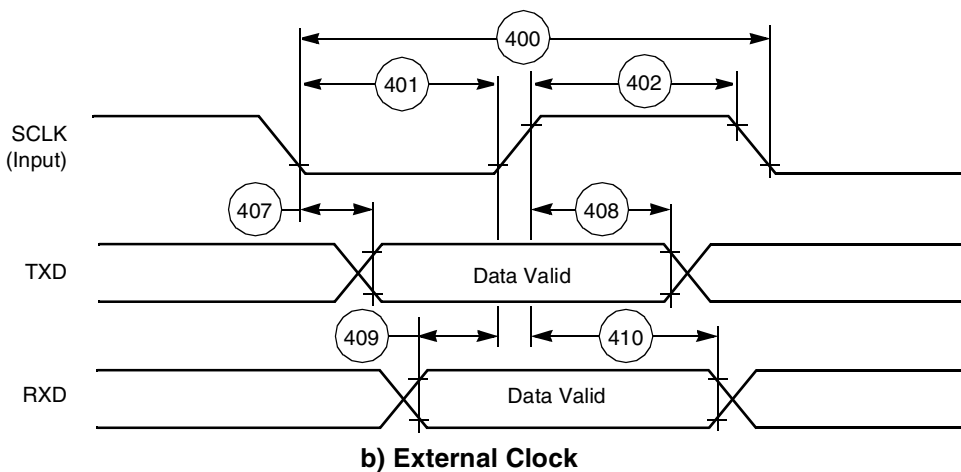 400
401
402
SCLK
(Input)
407
408
TXD
Data Valid
409
410
RXD
Data Valid
b) External Clock